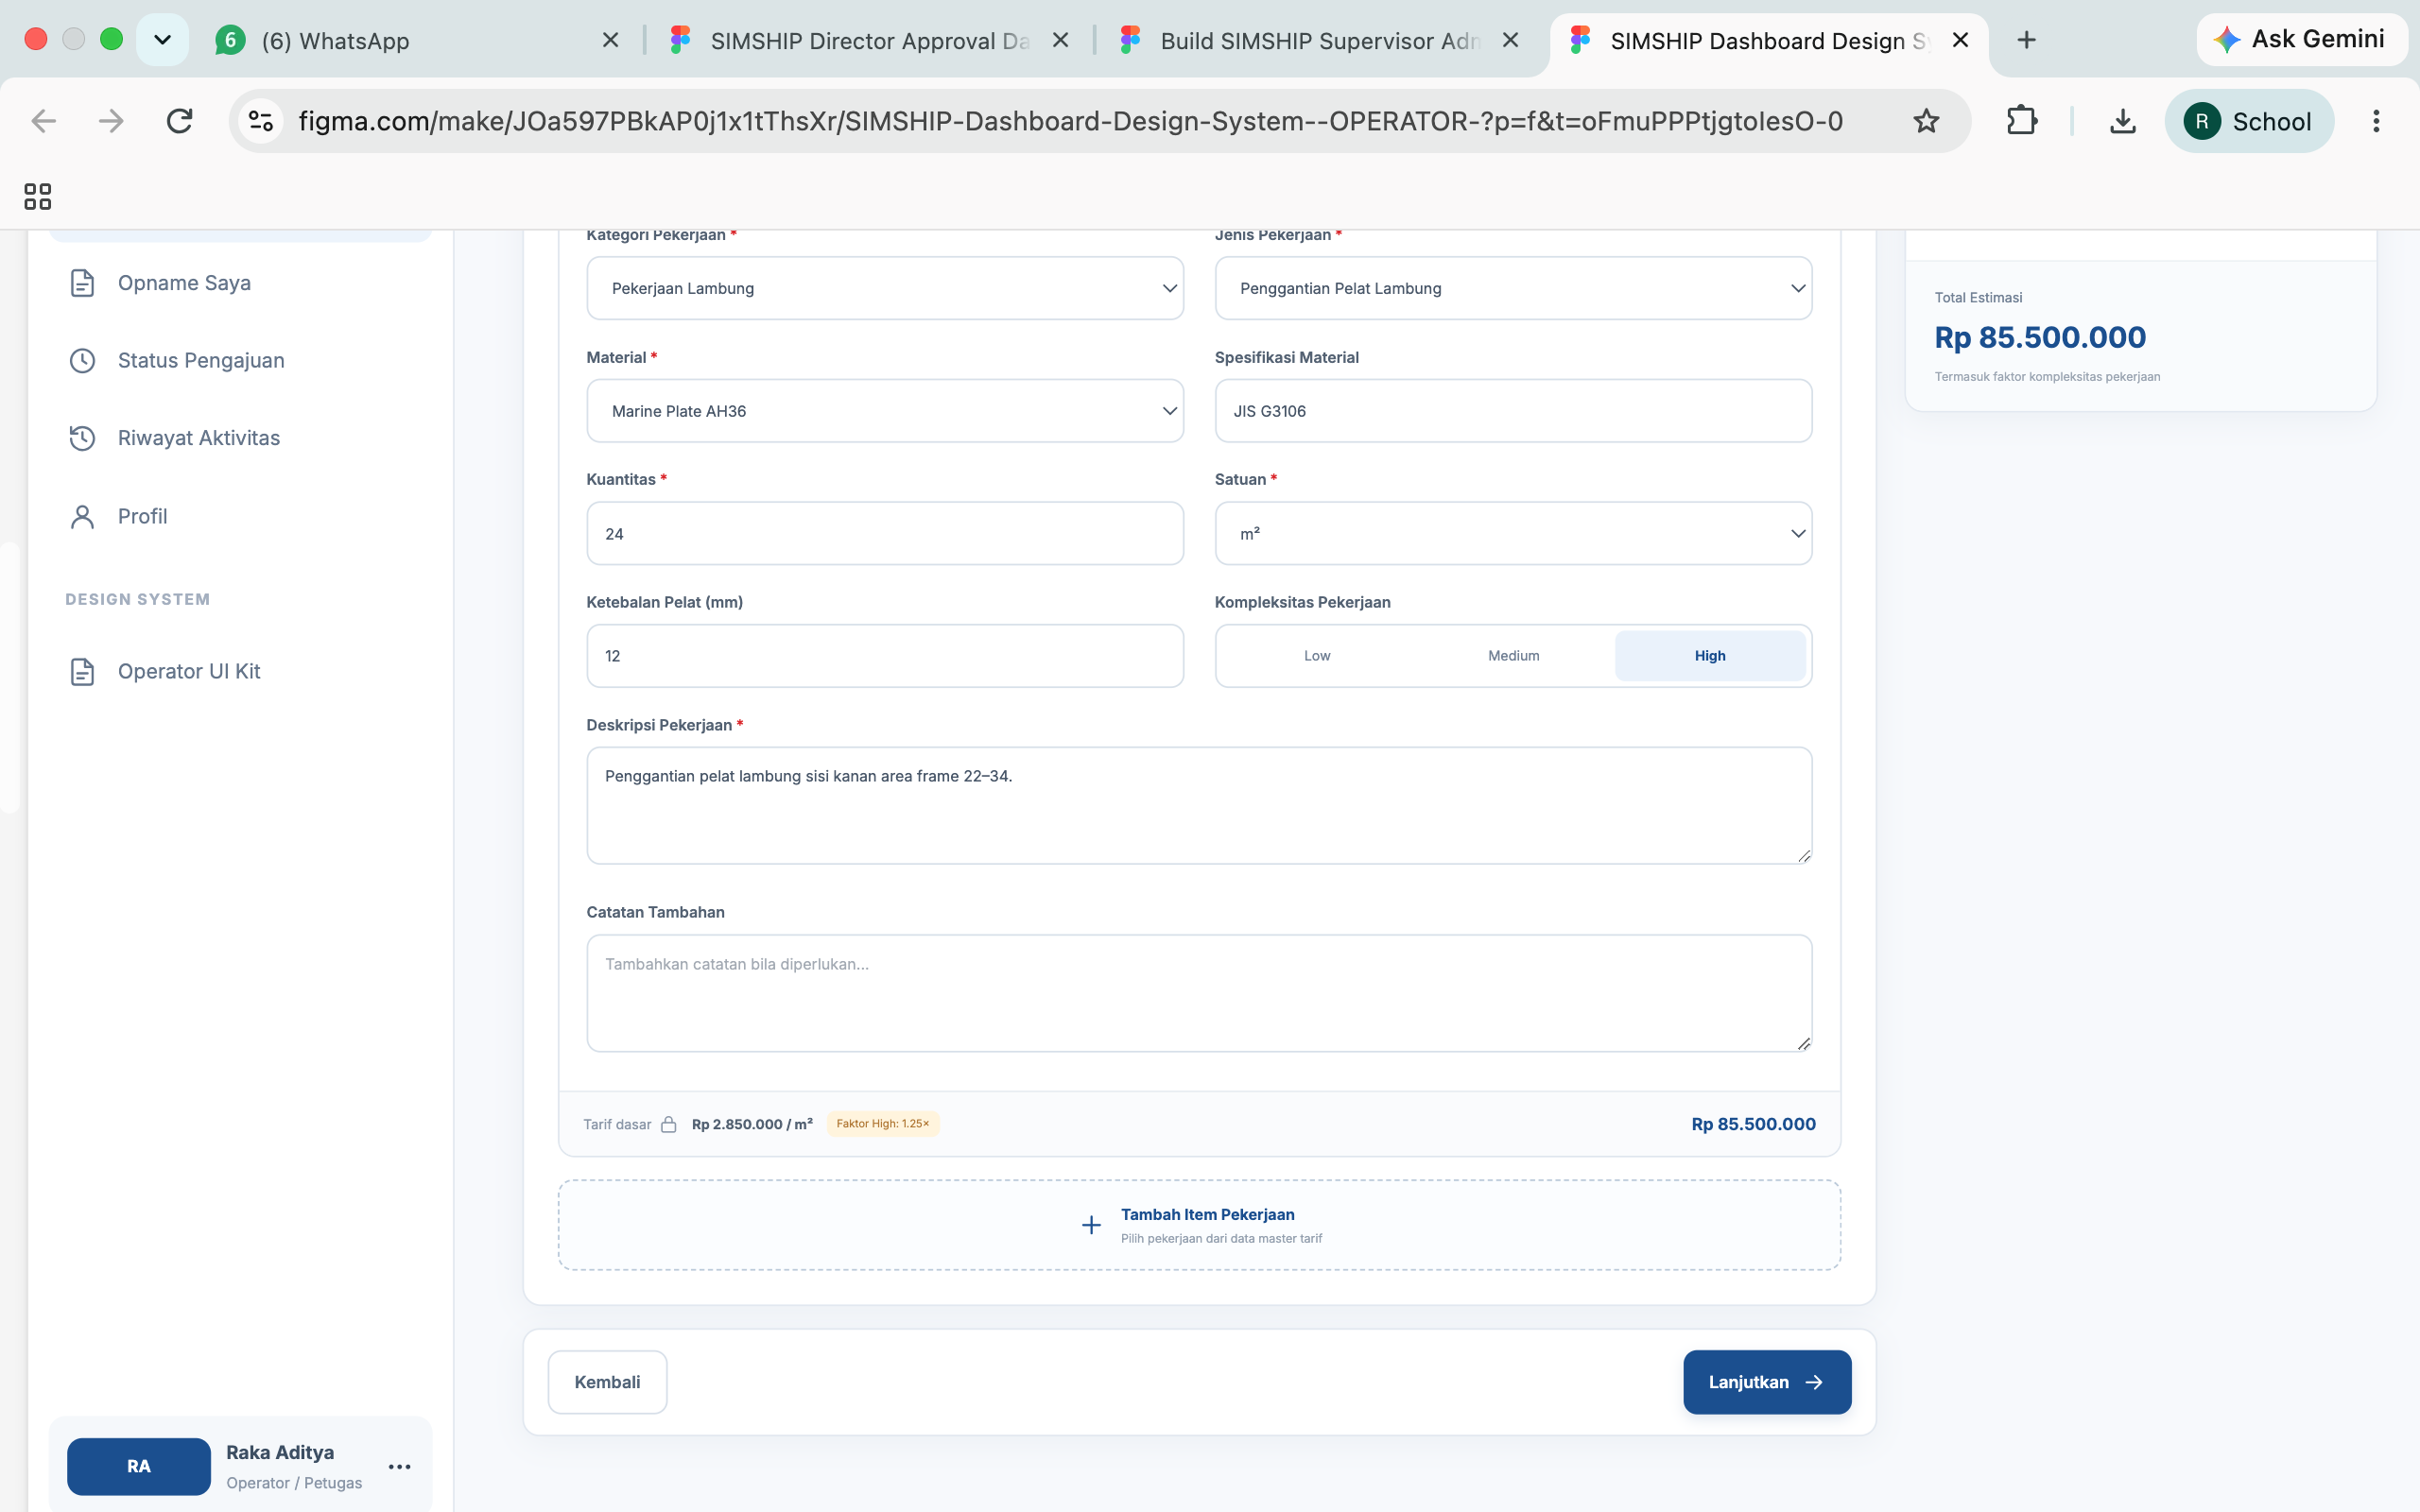 6 (6) WhatsApp
SIMSHIP Director Approval Da
Build SIMSHIP Supervisor Adm
SIMSHIP Dashboard Design S
Ask Gemini
figma.com/make/JOa597PBkAP0j1x1tThsXr/SIMSHIP-Dashboard-Design-System--OPERATOR-?p=f&t=oFmuPPPtjgtoIesO-0
R School
Opname Saya
Status Pengajuan
Riwayat Aktivitas
Profil
DESIGN SYSTEM
Operator UI Kit
RA
Raka Aditya
Operator / Petugas
Kategori Pekerjaan *
Jenis Pekerjaan *
Pekerjaan Lambung
Penggantian Pelat Lambung
Material *
Spesifikasi Material
Marine Plate AH36
JIS G3106
Kuantitas *
Satuan *
24
m²
Ketebalan Pelat (mm)
Kompleksitas Pekerjaan
12
Low Medium High
Deskripsi Pekerjaan *
Penggantian pelat lambung sisi kanan area frame 22–34.
Catatan Tambahan
Tambahkan catatan bila diperlukan...
Tarif dasar Rp 2.850.000 / m² Faktor High: 1.25× Rp 85.500.000
Tambah Item Pekerjaan
Pilih pekerjaan dari data master tarif
Kembali
Lanjutkan
Total Estimasi
Rp 85.500.000
Termasuk faktor kompleksitas pekerjaan